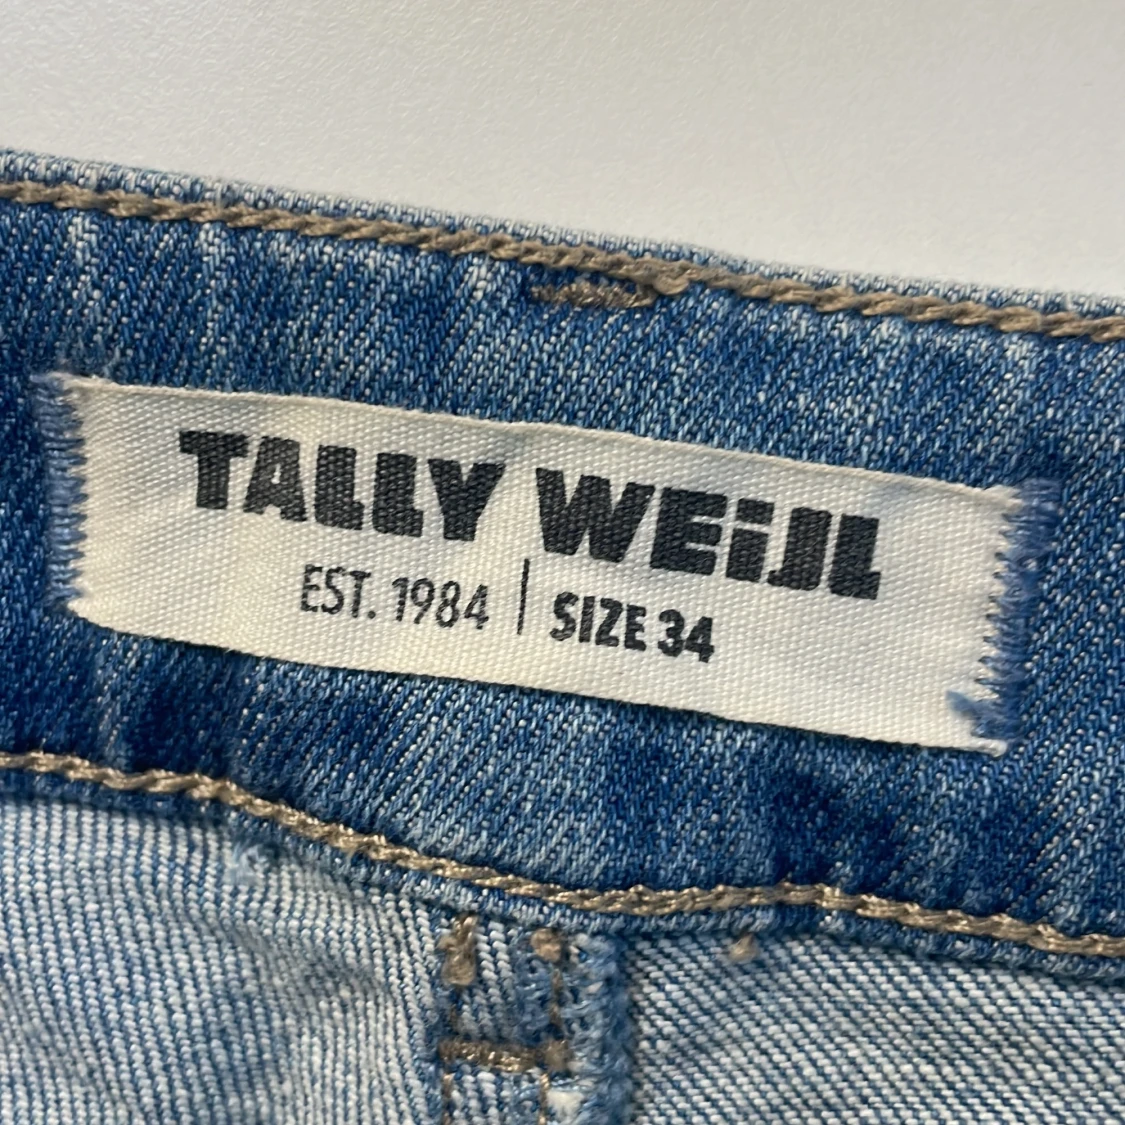 TALLY WEiJL
EST. 1984 | SIZE 34